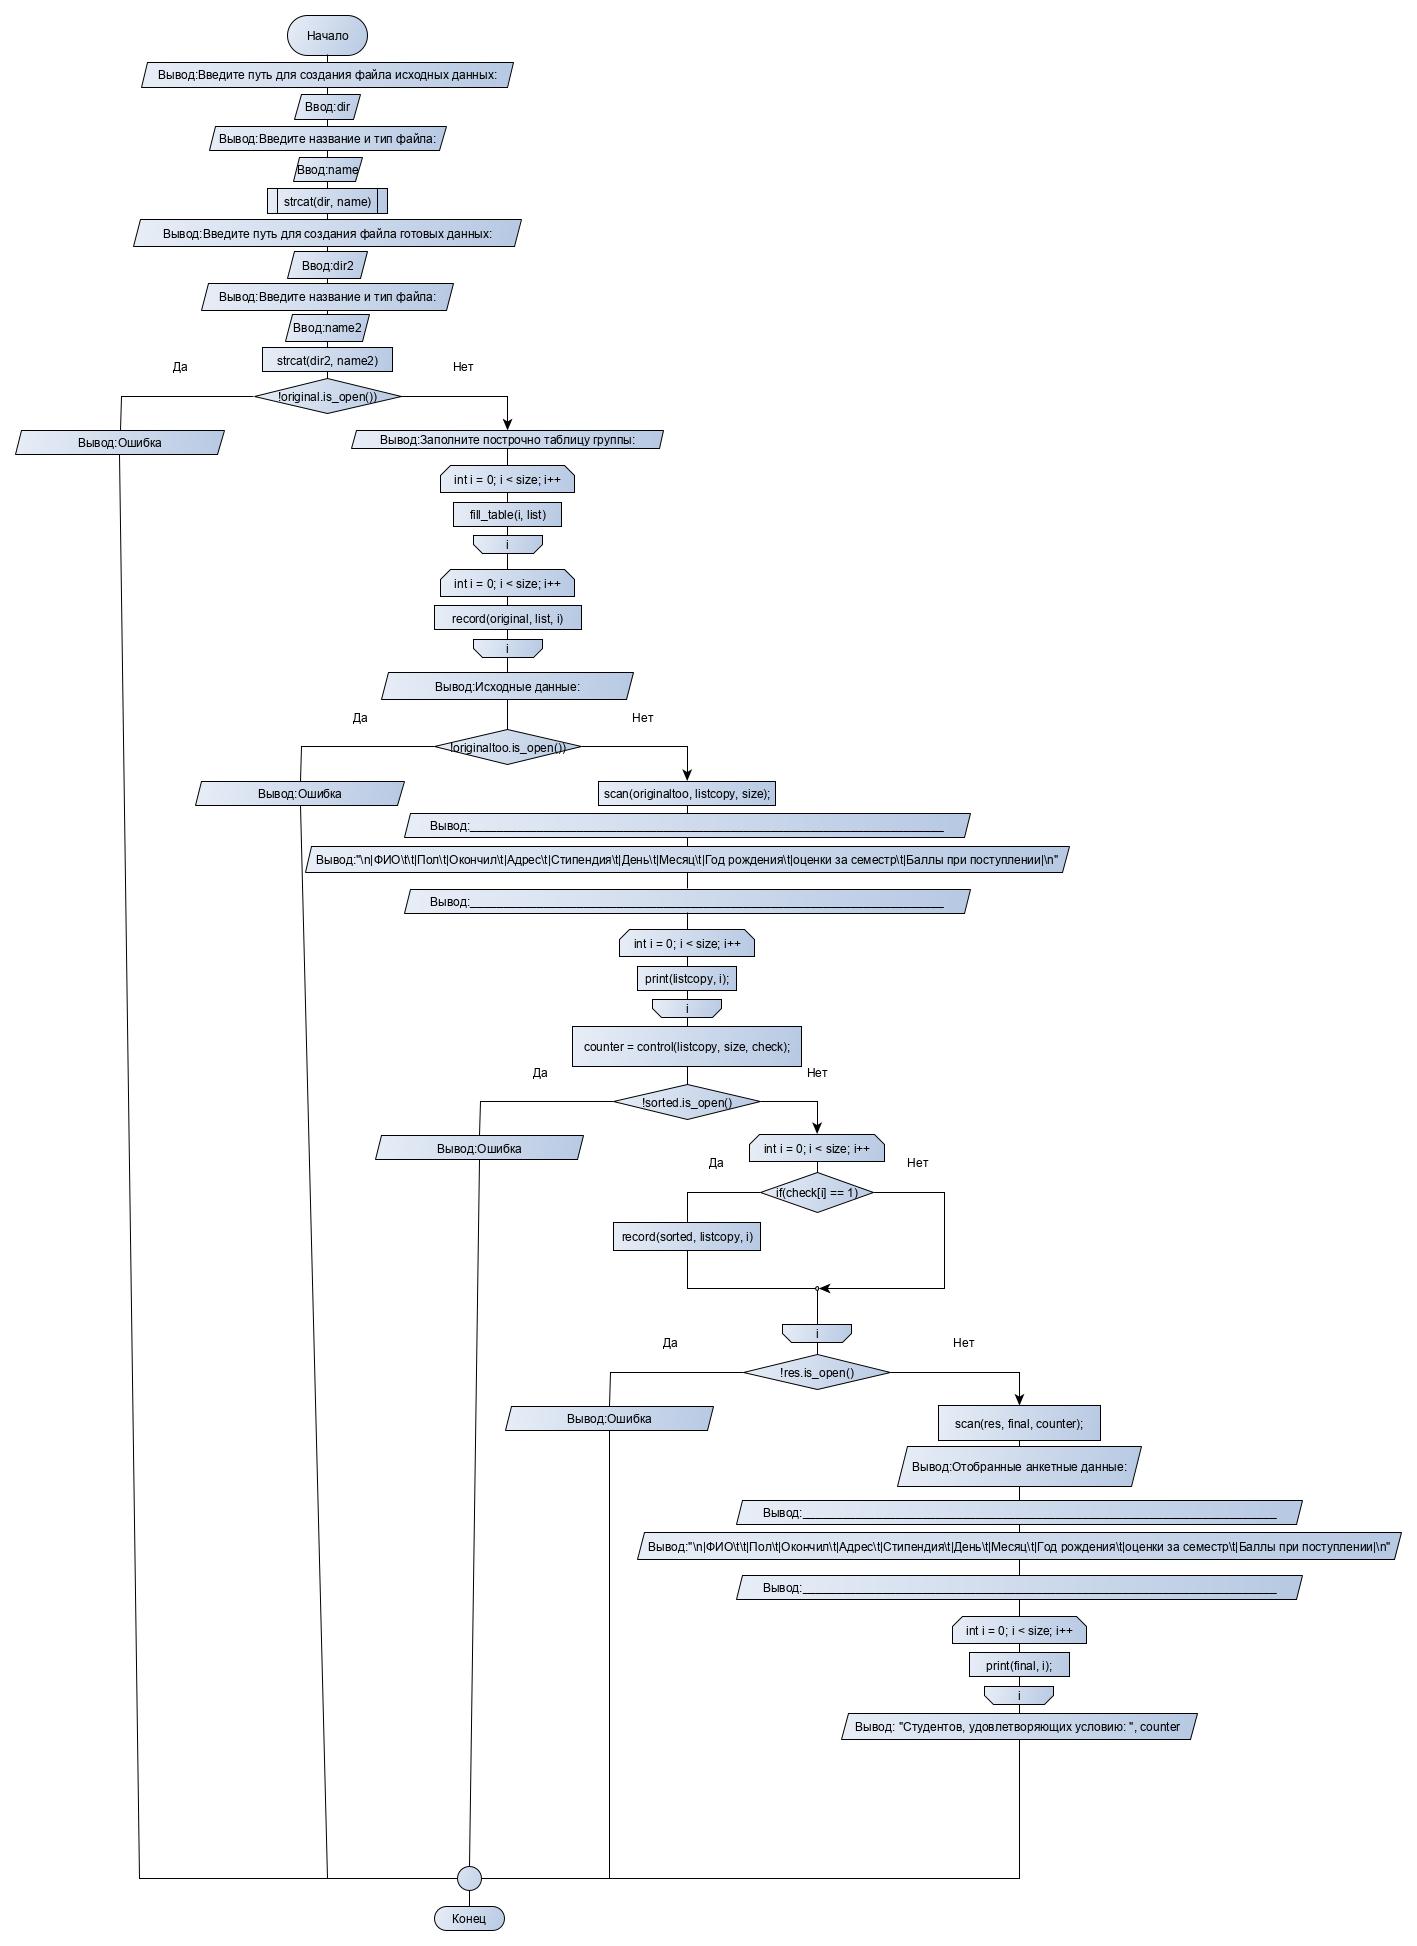 Начало
Вывод:Введите путь для создания файла исходных данных:
Ввод:dir
Вывод:Введите название и тип файла:
Ввод:name
strcat(dir, name)
Вывод:Введите путь для создания файла готовых данных:
Ввод:dir2
Вывод:Введите название и тип файла:
Ввод:name2
strcat(dir2, name2)
Да
Нет
!original.is_open())
Вывод:Ошибка
Вывод:Заполните построчно таблицу группы:
int i = 0; i < size; i++
fill_table(i, list)
i
int i = 0; i < size; i++
record(original, list, i)
i
Вывод:Исходные данные:
Да
Нет
!originaltoo.is_open())
Вывод:Ошибка
scan(originaltoo, listcopy, size);
Вывод:_______________________________________________________________________
Вывод:"\n|ФИО\t\t|Пол\t|Окончил\t|Адрес\t|Стипендия\t|День\t|Месяц\t|Год рождения\t|оценки за семестр\t|Баллы при поступлении|\n"
Вывод:_______________________________________________________________________
int i = 0; i < size; i++
print(listcopy, i);
i
counter = control(listcopy, size, check);
Да
Нет
!sorted.is_open()
Вывод:Ошибка
int i = 0; i < size; i++
Да
Нет
if(check[i] == 1)
record(sorted, listcopy, i)
i
Да
Нет
!res.is_open()
Вывод:Ошибка
scan(res, final, counter);
Вывод:Отобранные анкетные данные:
Вывод:_______________________________________________________________________
Вывод:"\n|ФИО\t\t|Пол\t|Окончил\t|Адрес\t|Стипендия\t|День\t|Месяц\t|Год рождения\t|оценки за семестр\t|Баллы при поступлении|\n"
Вывод:_______________________________________________________________________
int i = 0; i < size; i++
print(final, i);
i
Вывод: "Студентов, удовлетворяющих условию: ", counter
Конец